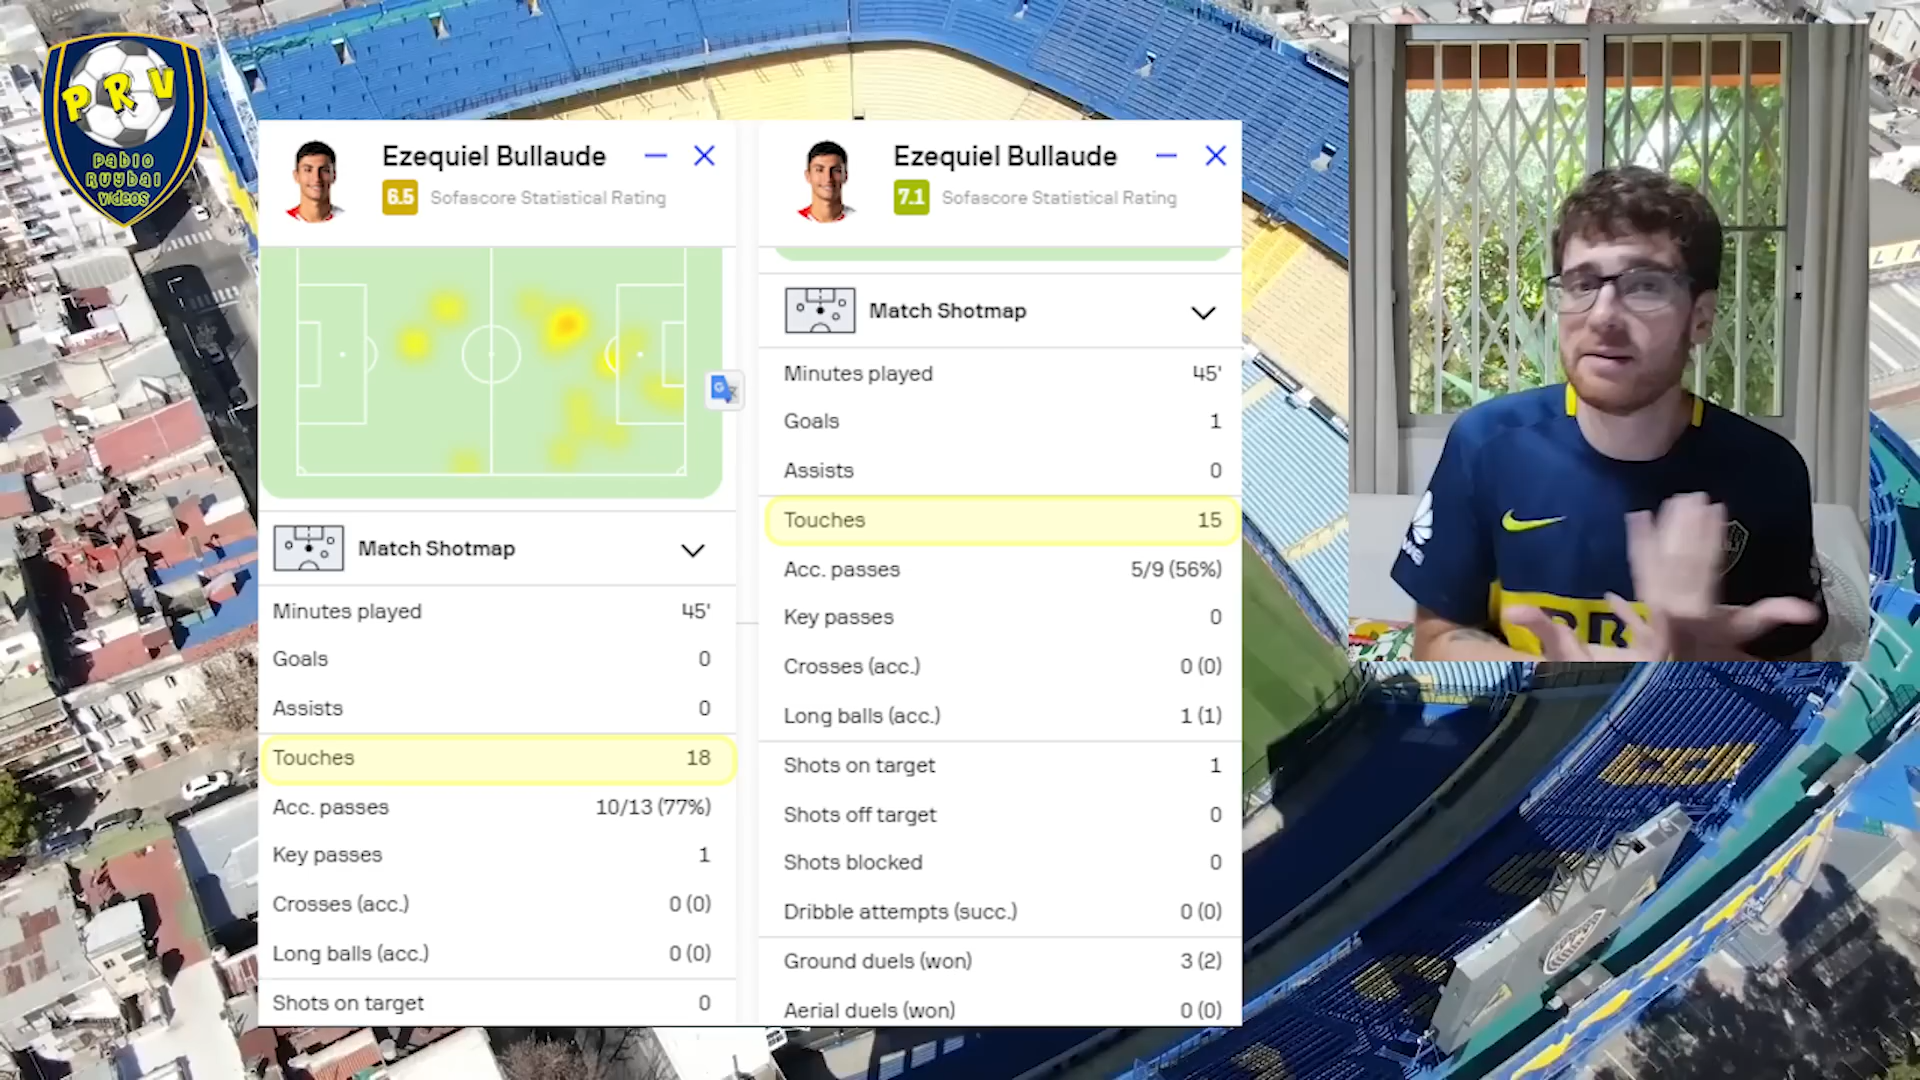 PRV
Pablo
Ruybal
Videos
Ezequiel Bullaude
6.5 Sofascore Statistical Rating
Match Shotmap
Minutes played 45'
Goals 0
Assists 0
Touches 18
Acc. passes 10/13 (77%)
Key passes 1
Crosses (acc.) 0 (0)
Long balls (acc.) 0 (0)
Shots on target 0
Ezequiel Bullaude
7.1 Sofascore Statistical Rating
Match Shotmap
Minutes played 45'
Goals 1
Assists 0
Touches 15
Acc. passes 5/9 (56%)
Key passes 0
Crosses (acc.) 0 (0)
Long balls (acc.) 1 (1)
Shots on target 1
Shots off target 0
Shots blocked 0
Dribble attempts (succ.) 0 (0)
Ground duels (won) 3 (2)
Aerial duels (won) 0 (0)